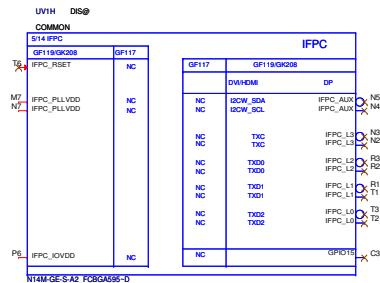 UV1H DIS@
COMMON
5/14 IFPC
IFPC
GF119/GK208 GF117
GF117 GF119/GK208
DVI/HDMI DP
T6 IFPC_RSET NC
M7 IFPC_PLLVDD NC
N7 IFPC_PLLVDD NC
NC I2CW_SDA IFPC_AUX N5
NC I2CW_SCL IFPC_AUX N4
NC TXC IFPC_L3 N3
NC TXC IFPC_L3 N2
NC TXD0 IFPC_L2 R3
NC TXD0 IFPC_L2 R2
NC TXD1 IFPC_L1 R1
NC TXD1 IFPC_L1 T1
NC TXD2 IFPC_L0 T3
NC TXD2 IFPC_L0 T2
P6 IFPC_IOVDD NC
NC GPIO15 C3
N14M-GE-S-A2 FCBGA595~D